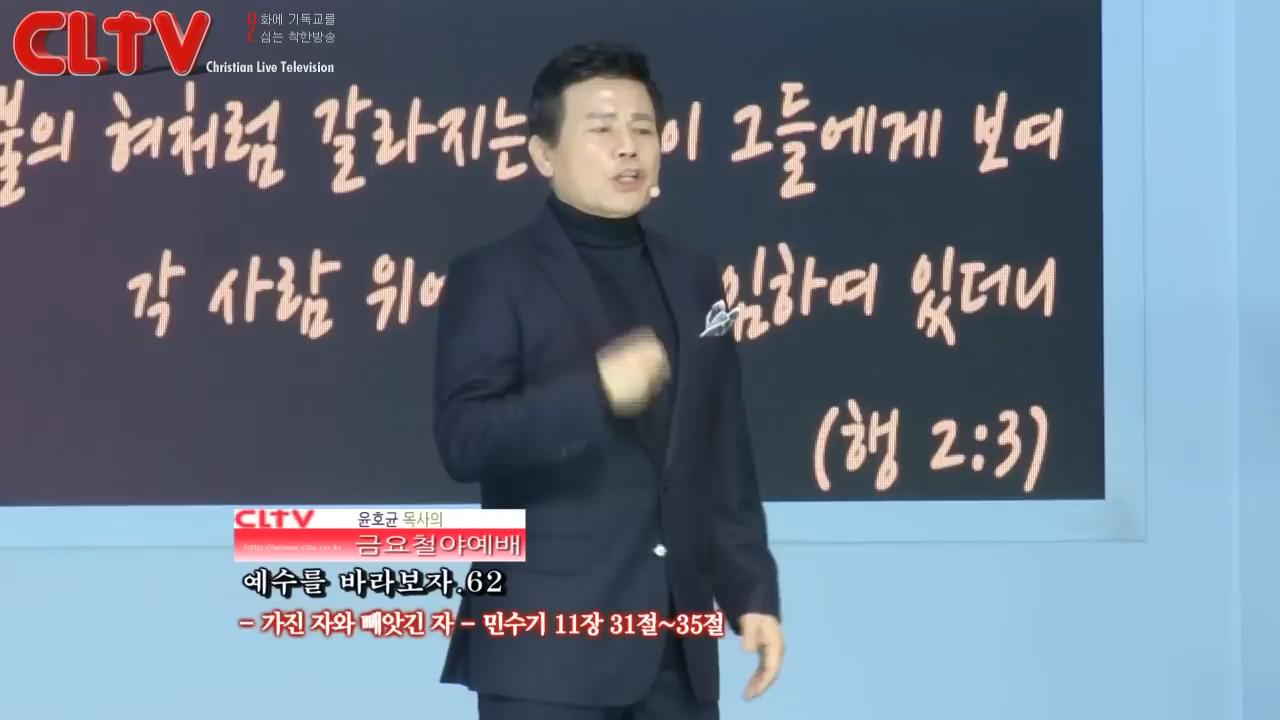 CLTV
문화에 기독교를
심는 착한방송
Christian Live Television
불의 혀처럼 갈라지는 이 그들에게 보여
각 사람 위에 임하여 있더니
(행 2:3)
CLTV 윤호균 목사의
http://www.cltv.co.kr 금요철야예배
예수를 바라보자.62
- 가진 자와 빼앗긴 자 - 민수기 11장 31절~35절